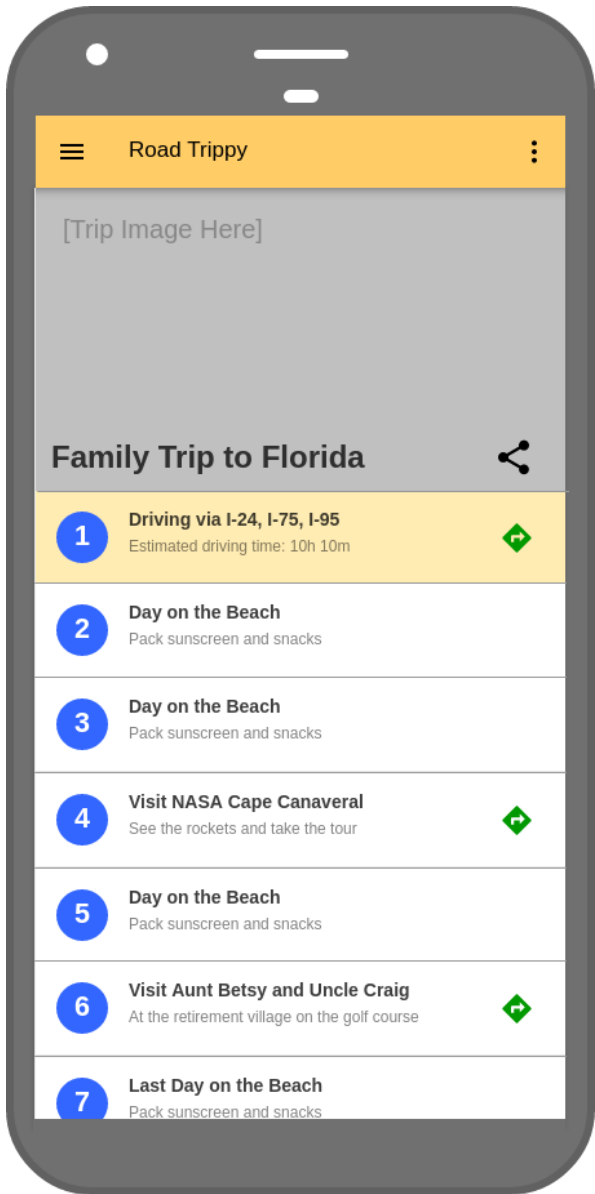 Road Trippy
[Trip Image Here]
Family Trip to Florida
1
Driving via I-24, I-75, I-95
Estimated driving time: 10h 10m
2
Day on the Beach
Pack sunscreen and snacks
3
Day on the Beach
Pack sunscreen and snacks
4
Visit NASA Cape Canaveral
See the rockets and take the tour
5
Day on the Beach
Pack sunscreen and snacks
6
Visit Aunt Betsy and Uncle Craig
At the retirement village on the golf course
7
Last Day on the Beach
Pack sunscreen and snacks